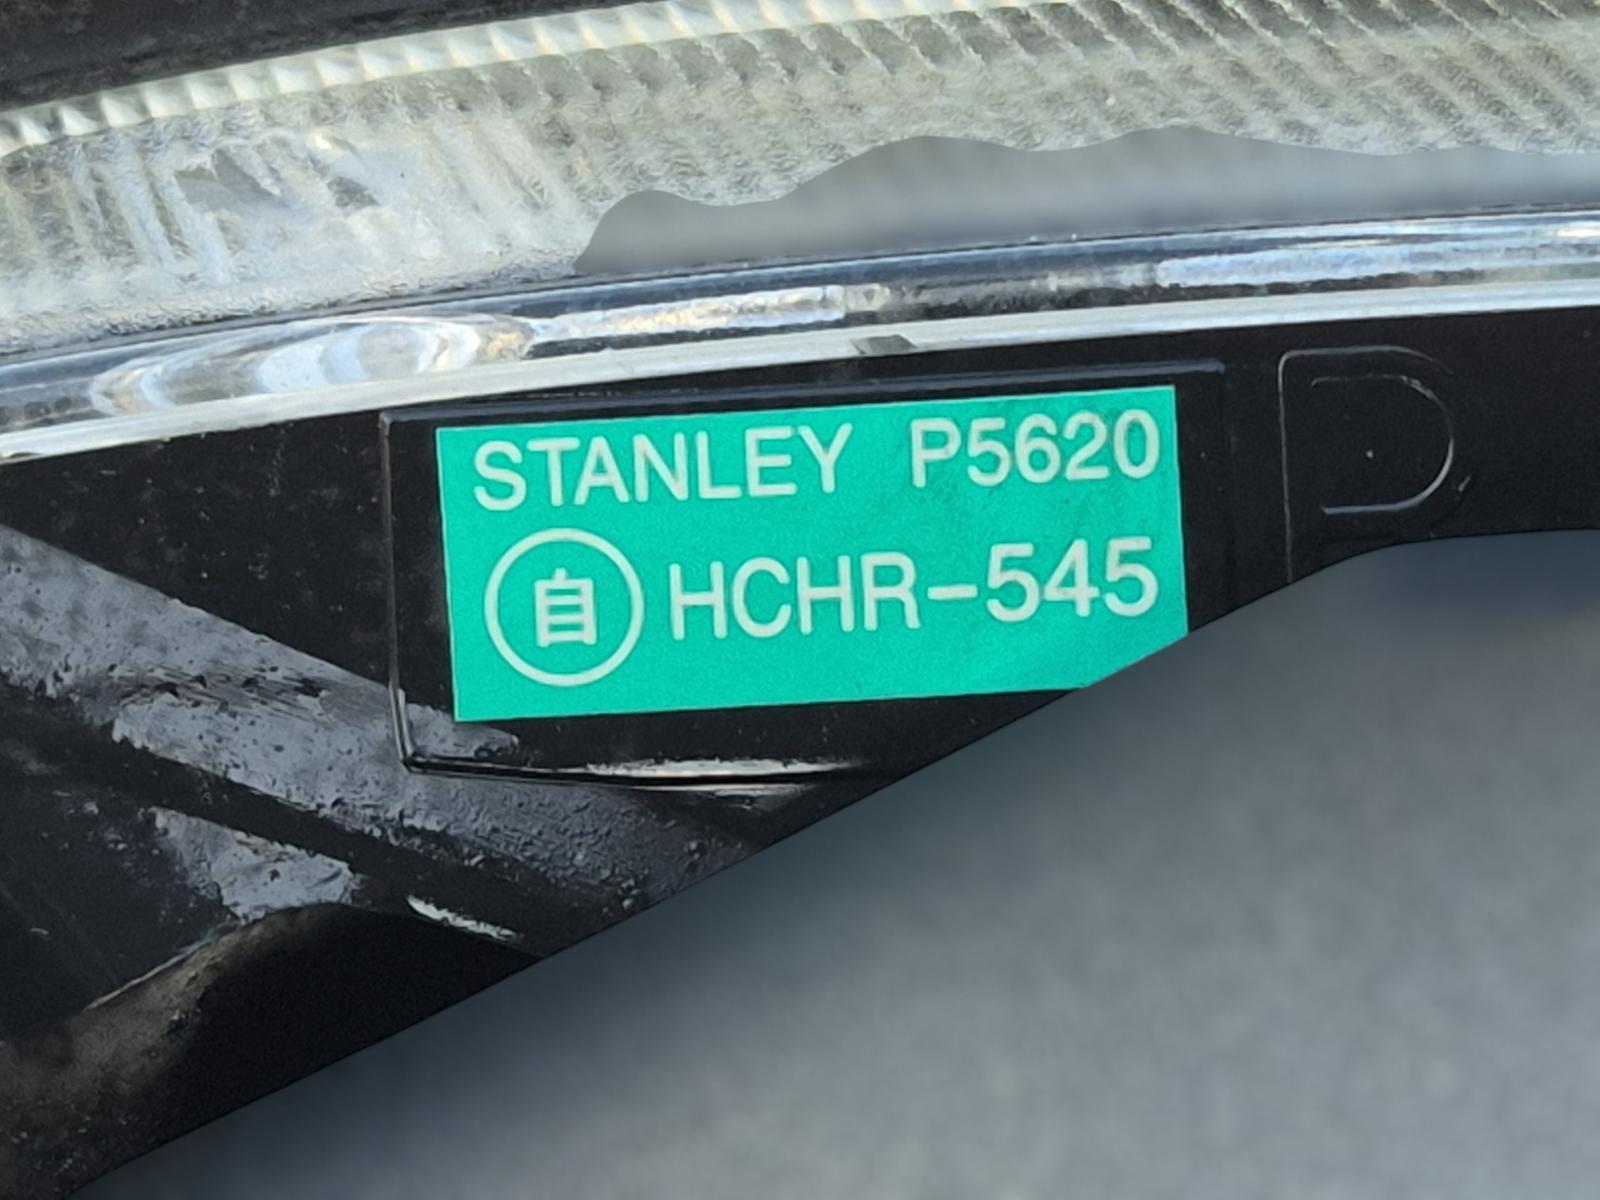 STANLEY P5620
自 HCHR-545